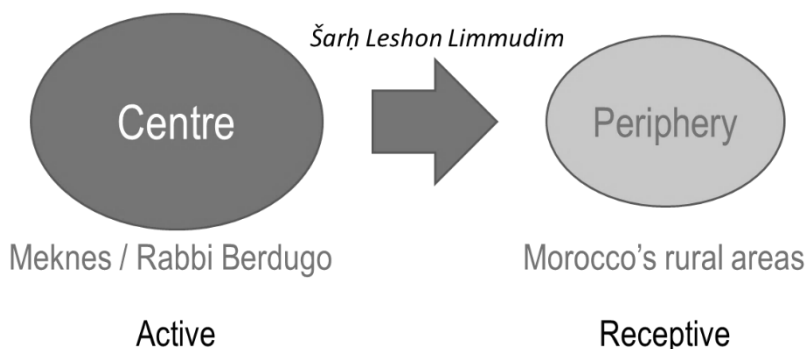 Šarḥ Leshon Limmudim
Centre
Periphery
Meknes / Rabbi Berdugo
Morocco's rural areas
Active
Receptive